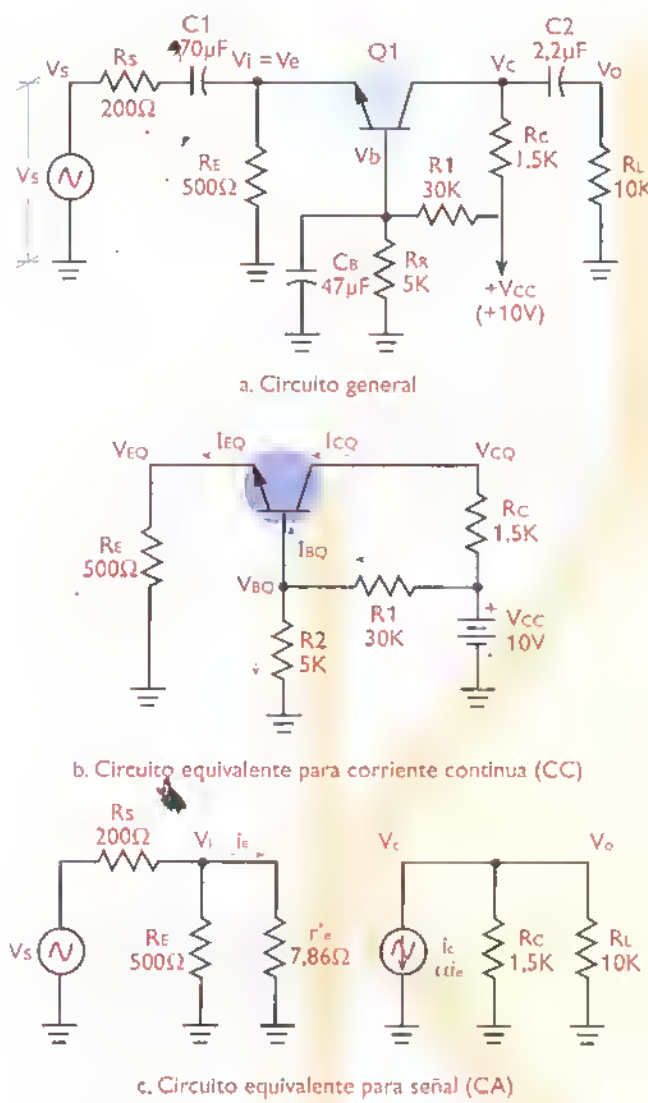 C1
70µF
Q1
C2
2,2µF
Vs
Rs
200Ω
Vi = Ve
Vc
Vo
Vs
RE
500Ω
Vb
R1
30K
RC
1.5K
RL
10K
CB
47µF
RR
5K
+VCC
(+10V)
a. Circuito general
VEQ
IEQ
ICQ
VCQ
RE
500Ω
IBQ
VBQ
R1
30K
RC
1,5K
R2
5K
+
VCC
10V
-
b. Circuito equivalente para corriente continua (CC)
Rs
200Ω
Vi
ie
Vc
Vo
Vs
RE
500Ω
r'e
7,86Ω
ic
αie
RC
1,5K
RL
10K
c. Circuito equivalente para señal (CA)